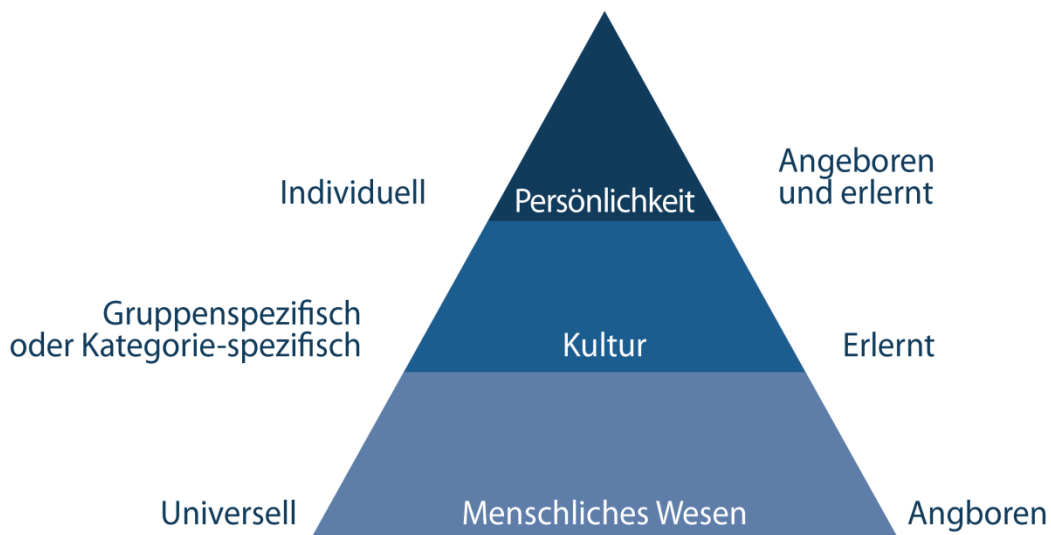 Individuell
Persönlichkeit
Angeboren
und erlernt
Gruppenspezifisch
oder Kategorie-spezifisch
Kultur
Erlernt
Universell
Menschliches Wesen
Angboren